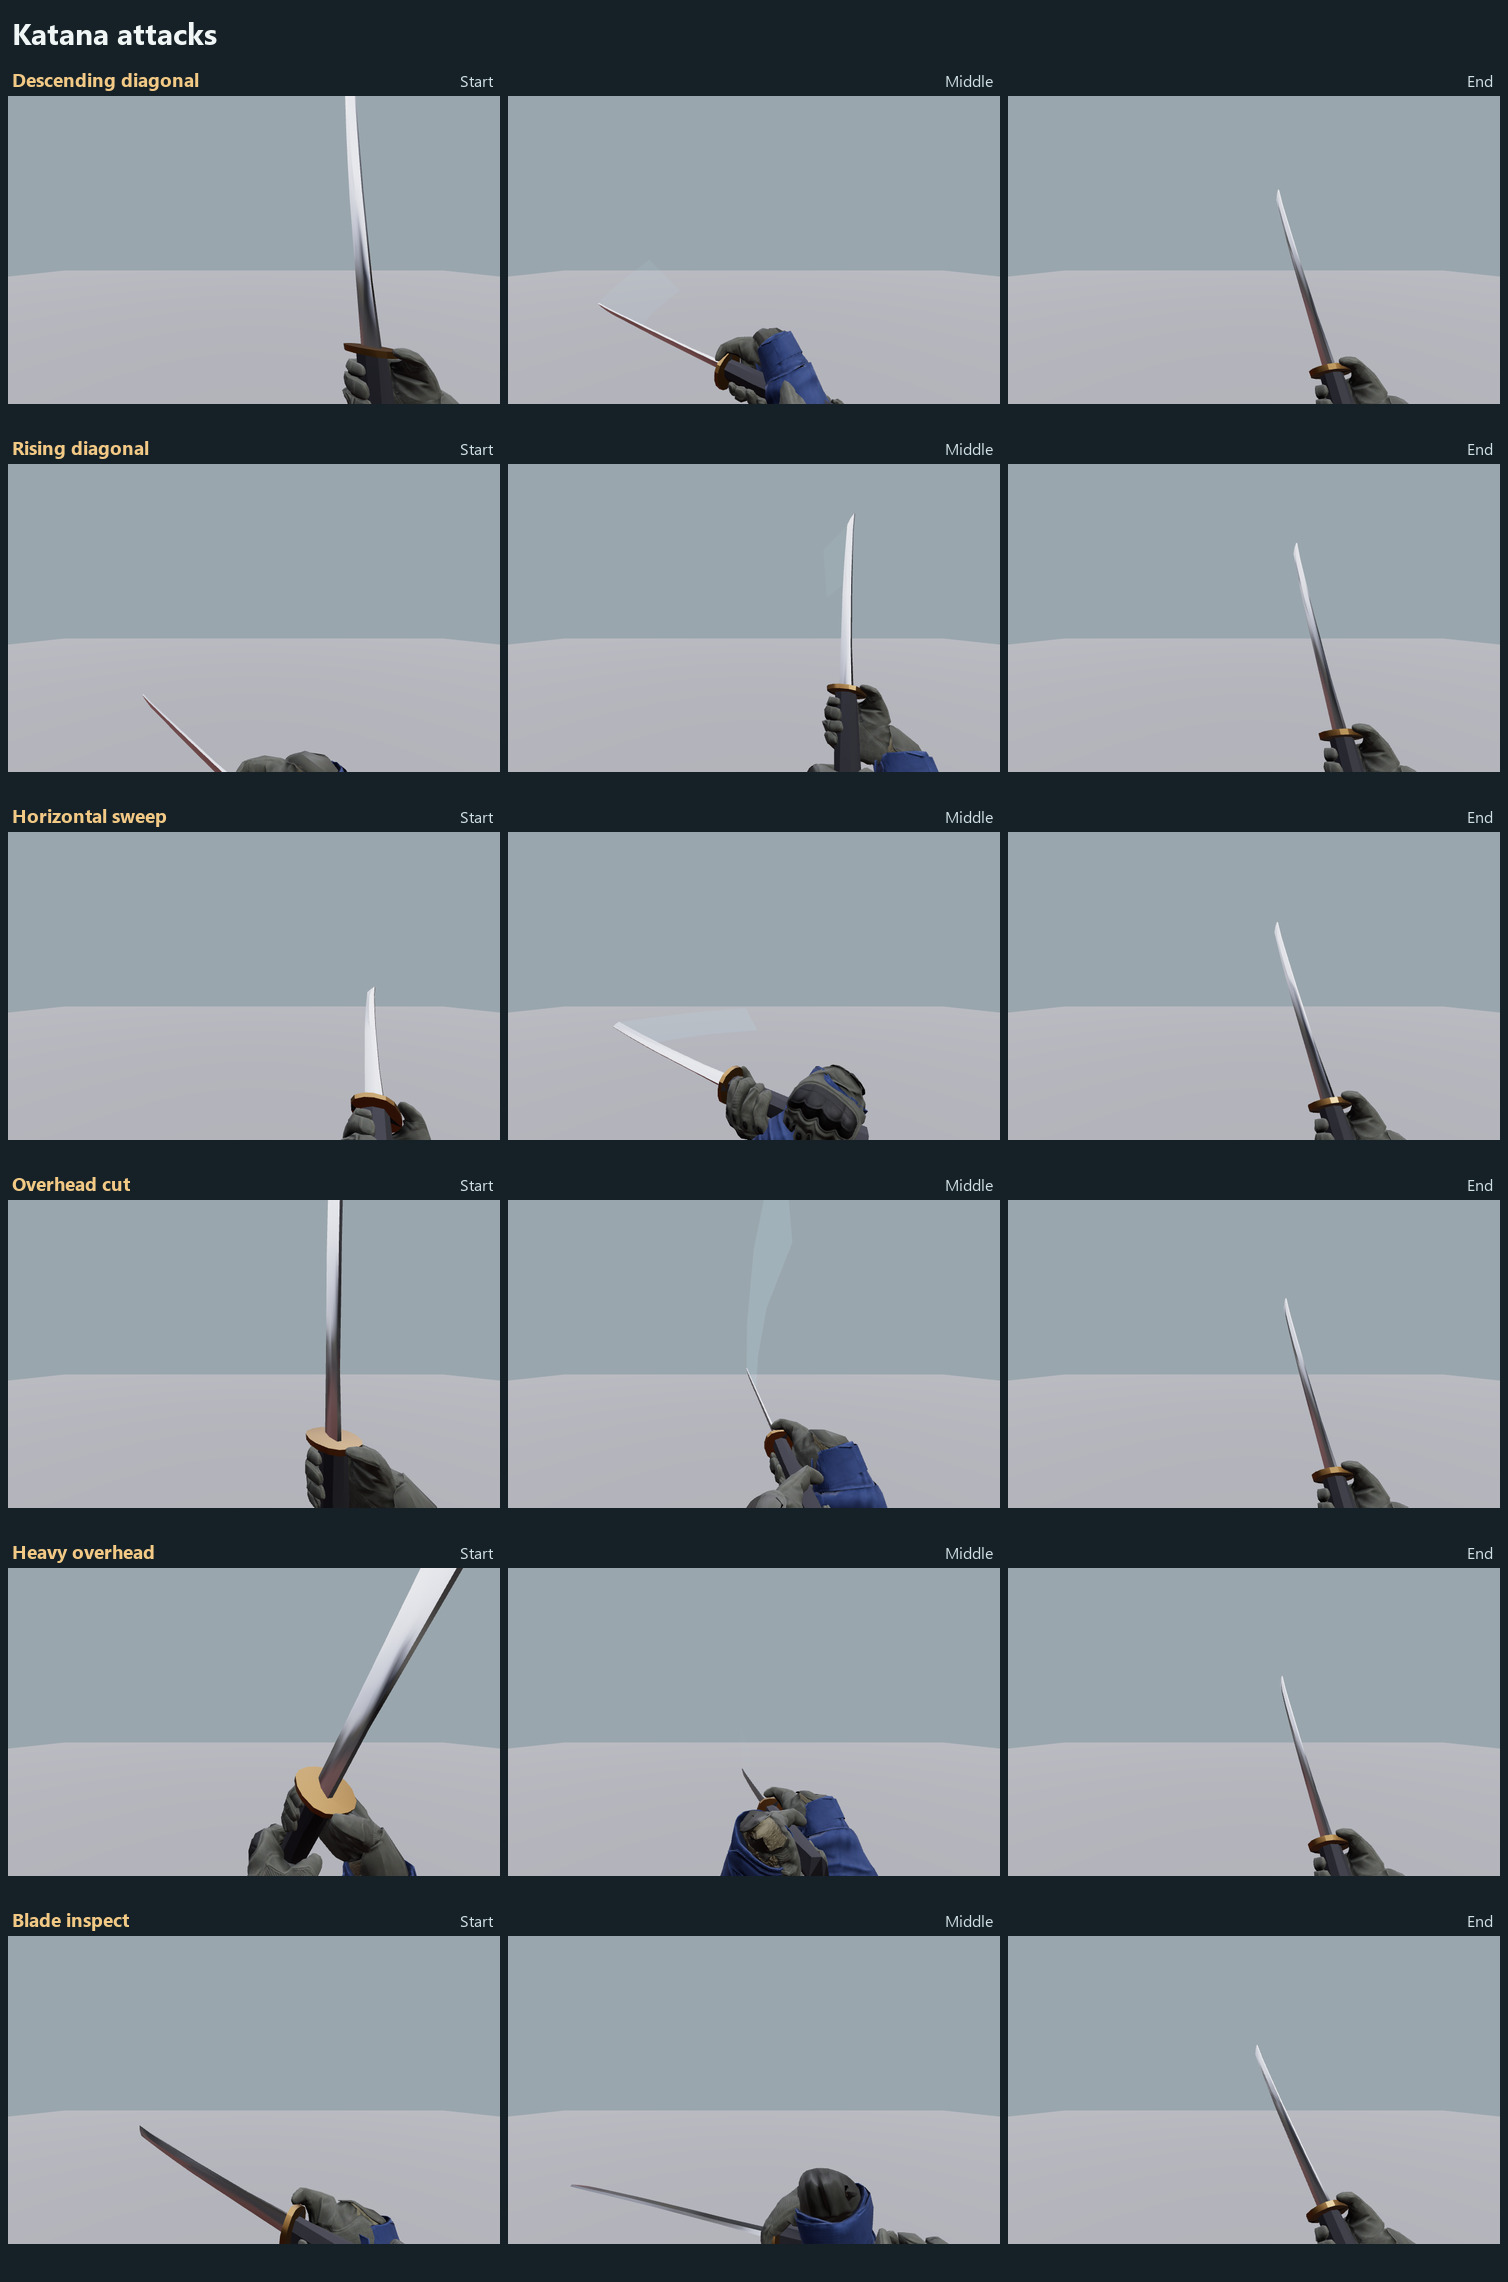 Katana attacks
Descending diagonal Start Middle End
Rising diagonal Start Middle End
Horizontal sweep Start Middle End
Overhead cut Start Middle End
Heavy overhead Start Middle End
Blade inspect Start Middle End